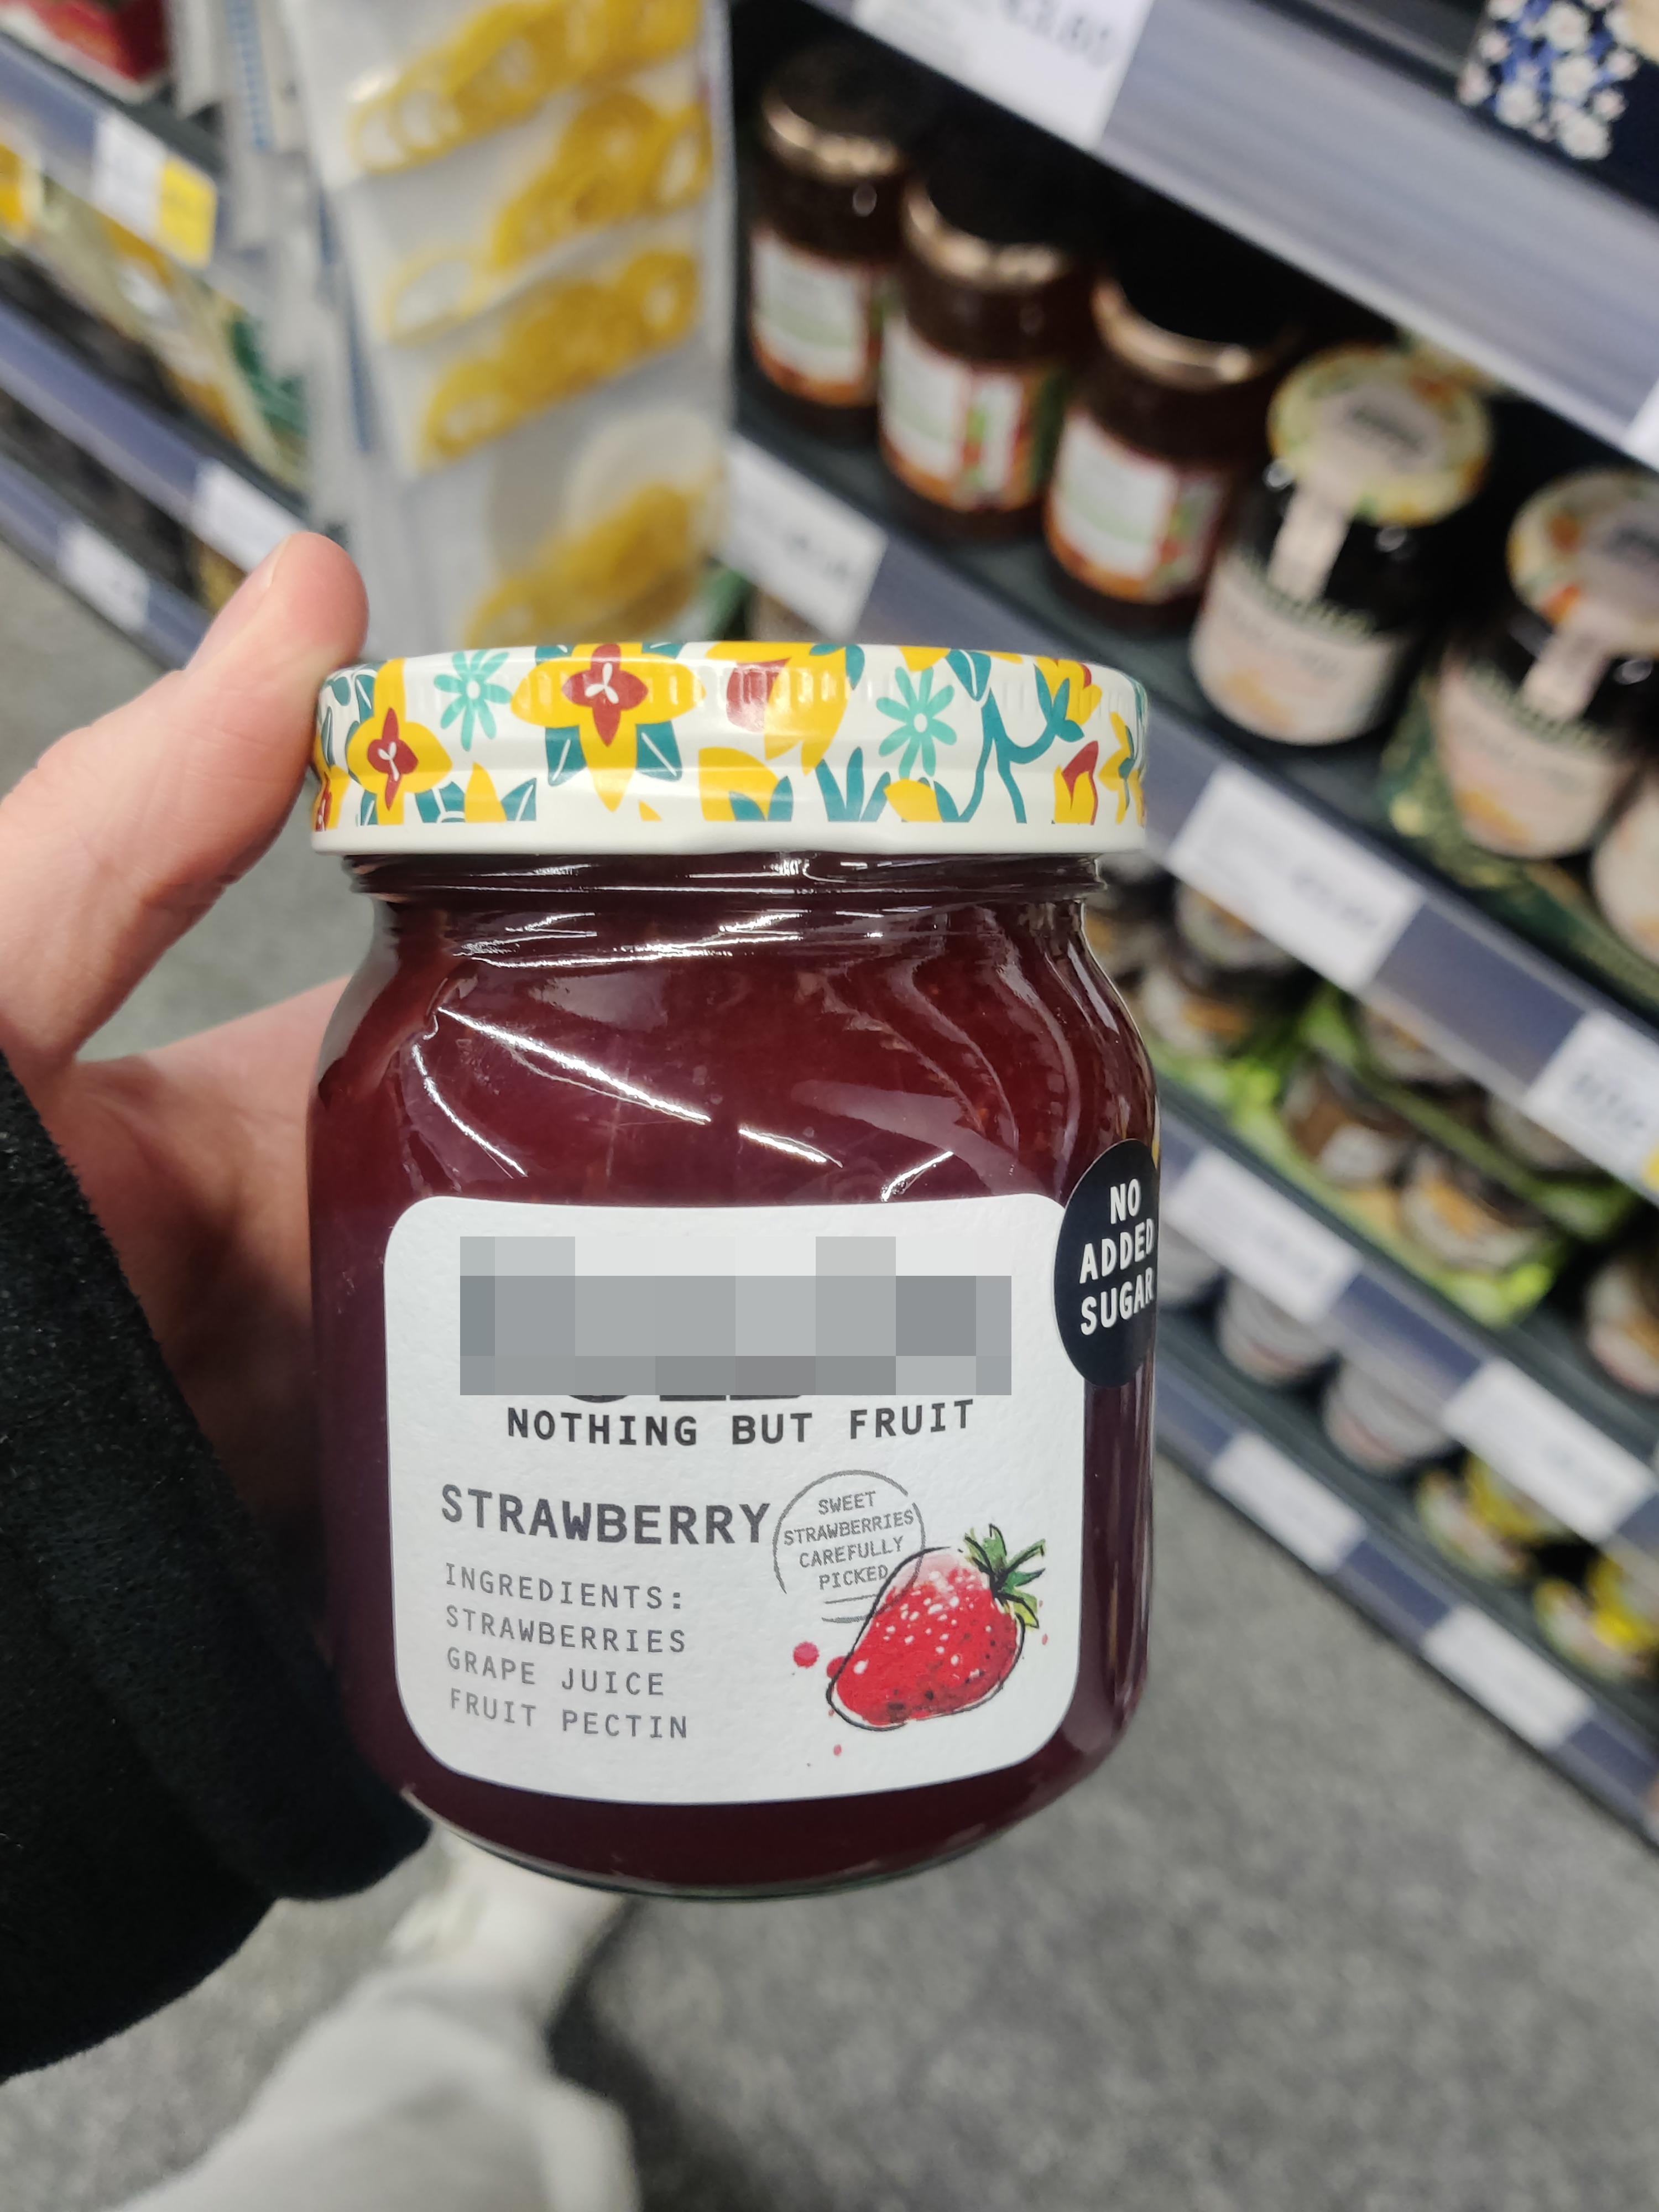 NO
ADDED
SUGAR
NOTHING BUT FRUIT
STRAWBERRY
SWEET
STRAWBERRIES
CAREFULLY
PICKED
INGREDIENTS:
STRAWBERRIES
GRAPE JUICE
FRUIT PECTIN